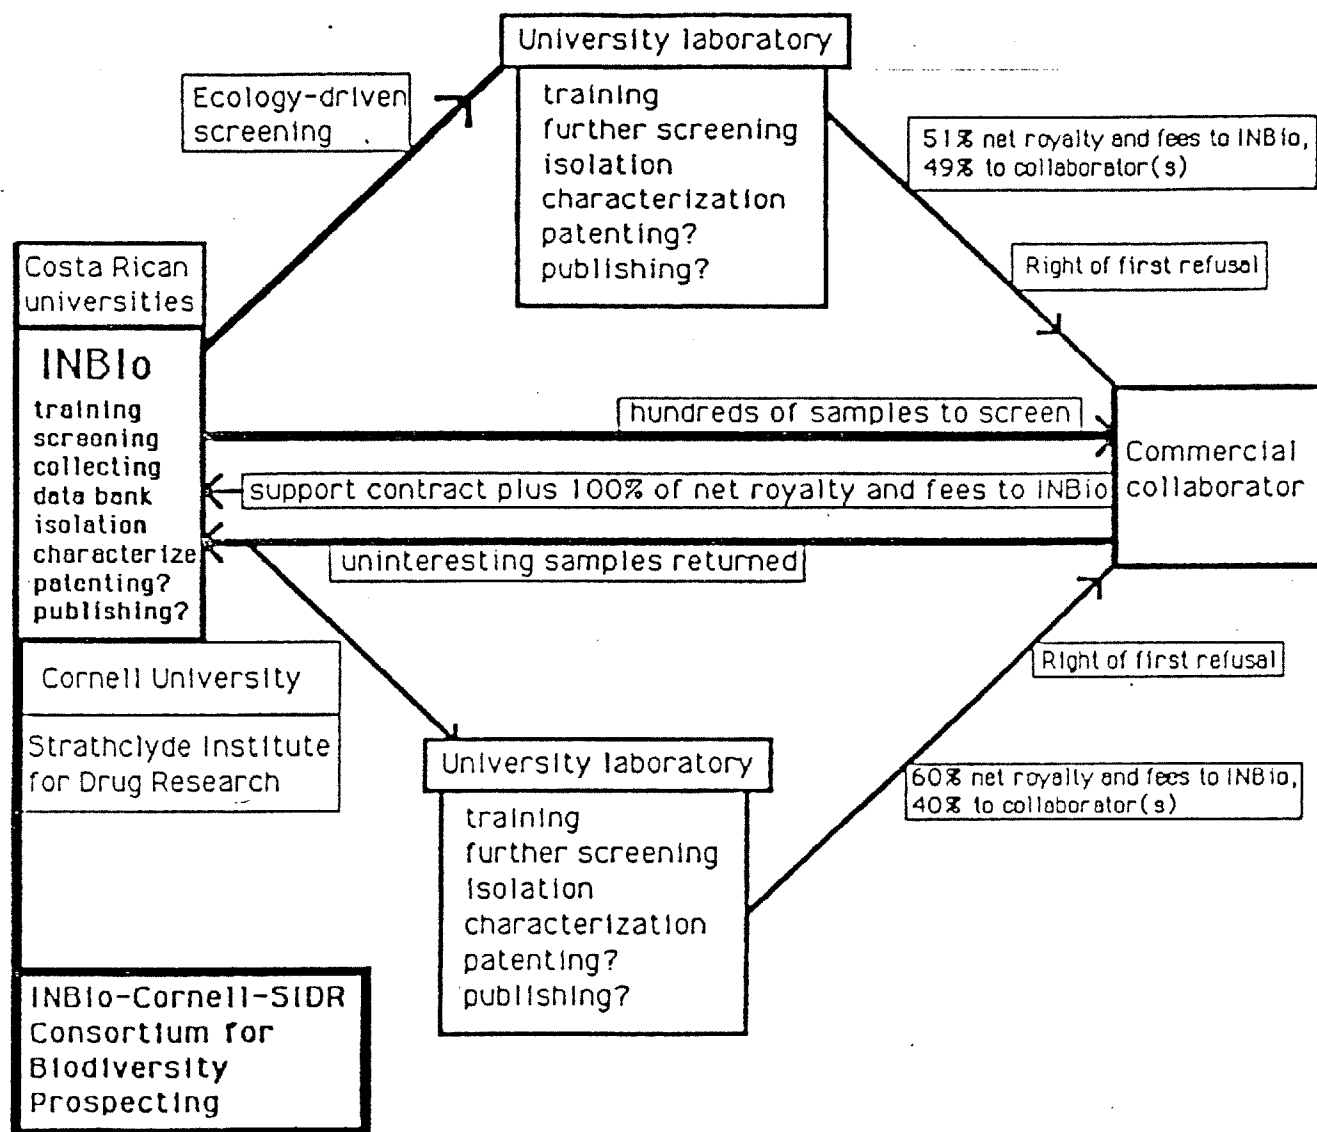 University laboratory
training
further screening
isolation
characterization
patenting?
publishing?
Ecology-driven
screening
51% net royalty and fees to INBio,
49% to collaborator(s)
Right of first refusal
Costa Rican
universities
INBio
training
screening
collecting
data bank
isolation
characterize
patenting?
publishing?
hundreds of samples to screen
support contract plus 100% of net royalty and fees to INBio
uninteresting samples returned
Commercial
collaborator
Cornell University
Strathclyde Institute
for Drug Research
Right of first refusal
60% net royalty and fees to INBio,
40% to collaborator(s)
University laboratory
training
further screening
isolation
characterization
patenting?
publishing?
INBio-Cornell-SIDR
Consortium for
Biodiversity
Prospecting